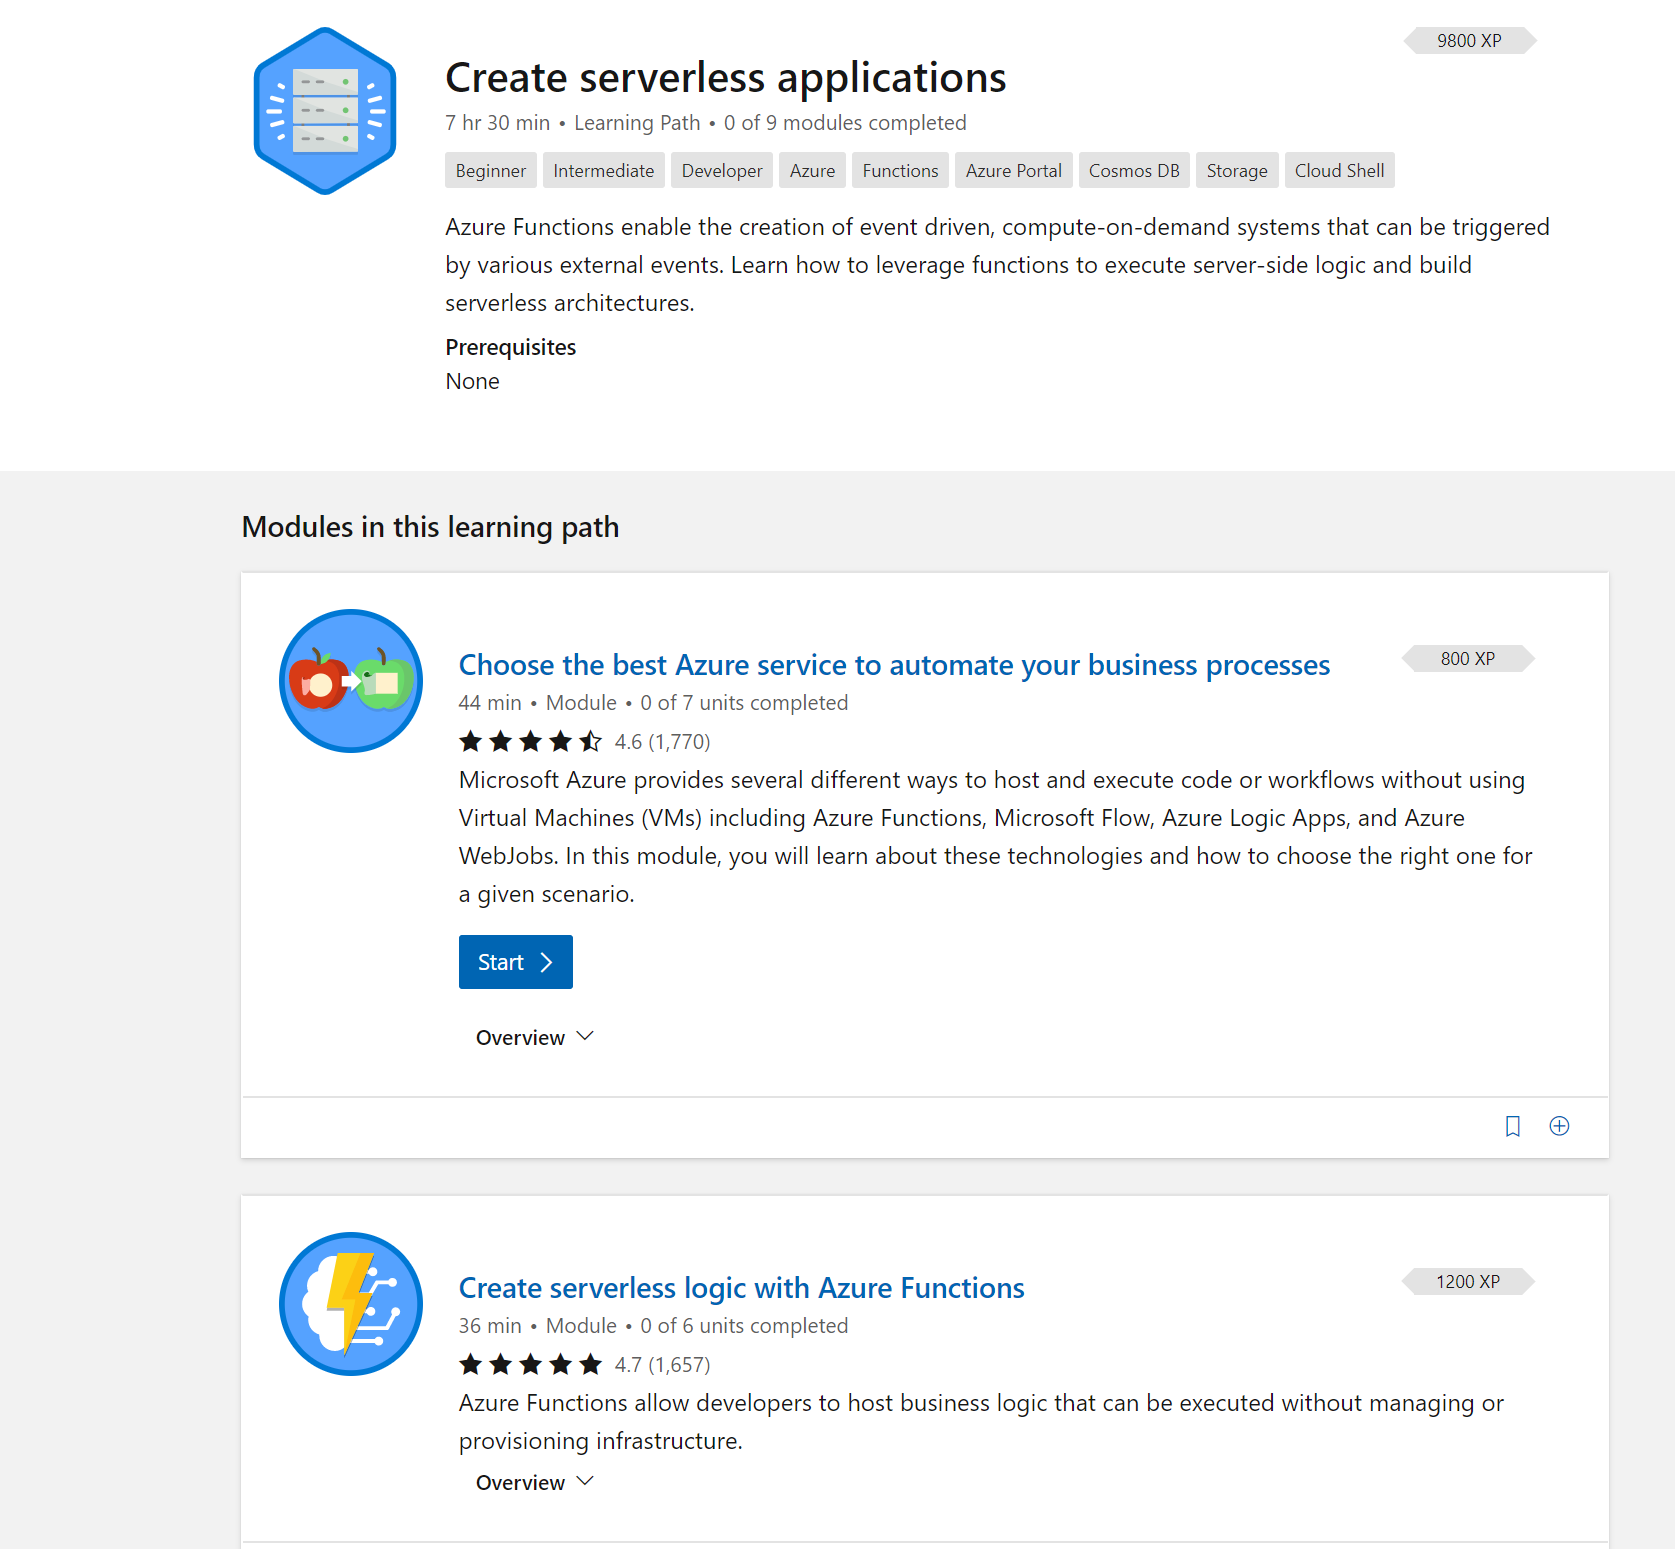 9800 XP
Create serverless applications
7 hr 30 min • Learning Path • 0 of 9 modules completed
Beginner Intermediate Developer Azure Functions Azure Portal Cosmos DB Storage Cloud Shell
Azure Functions enable the creation of event driven, compute-on-demand systems that can be triggered
by various external events. Learn how to leverage functions to execute server-side logic and build
serverless architectures.
Prerequisites
None
Modules in this learning path
Choose the best Azure service to automate your business processes
800 XP
44 min • Module • 0 of 7 units completed
4.6 (1,770)
Microsoft Azure provides several different ways to host and execute code or workflows without using
Virtual Machines (VMs) including Azure Functions, Microsoft Flow, Azure Logic Apps, and Azure
WebJobs. In this module, you will learn about these technologies and how to choose the right one for
a given scenario.
Start
Overview
Create serverless logic with Azure Functions
1200 XP
36 min • Module • 0 of 6 units completed
4.7 (1,657)
Azure Functions allow developers to host business logic that can be executed without managing or
provisioning infrastructure.
Overview